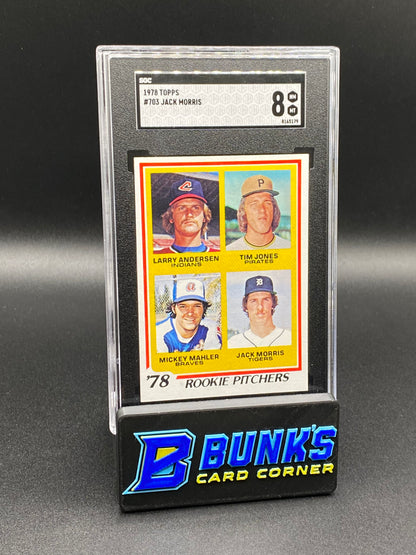 SGC
1978 TOPPS
#703 JACK MORRIS
8 NM
MT
8165179
LARRY ANDERSEN
INDIANS
TIM JONES
PIRATES
MICKEY MAHLER
BRAVES
JACK MORRIS
TIGERS
'78 ROOKIE PITCHERS
B BUNK'S
CARD CORNER